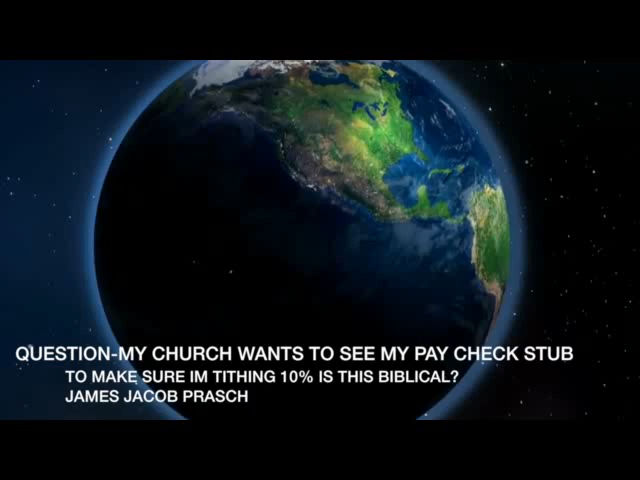 QUESTION-MY CHURCH WANTS TO SEE MY PAY CHECK STUB
TO MAKE SURE IM TITHING 10% IS THIS BIBLICAL?
JAMES JACOB PRASCH